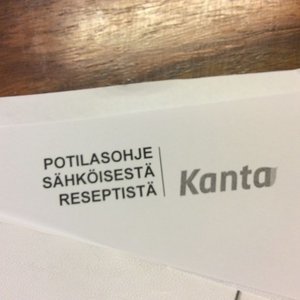 POTILASOHJE
SÄHKÖISESTÄ
RESEPTISTÄ
Kanta